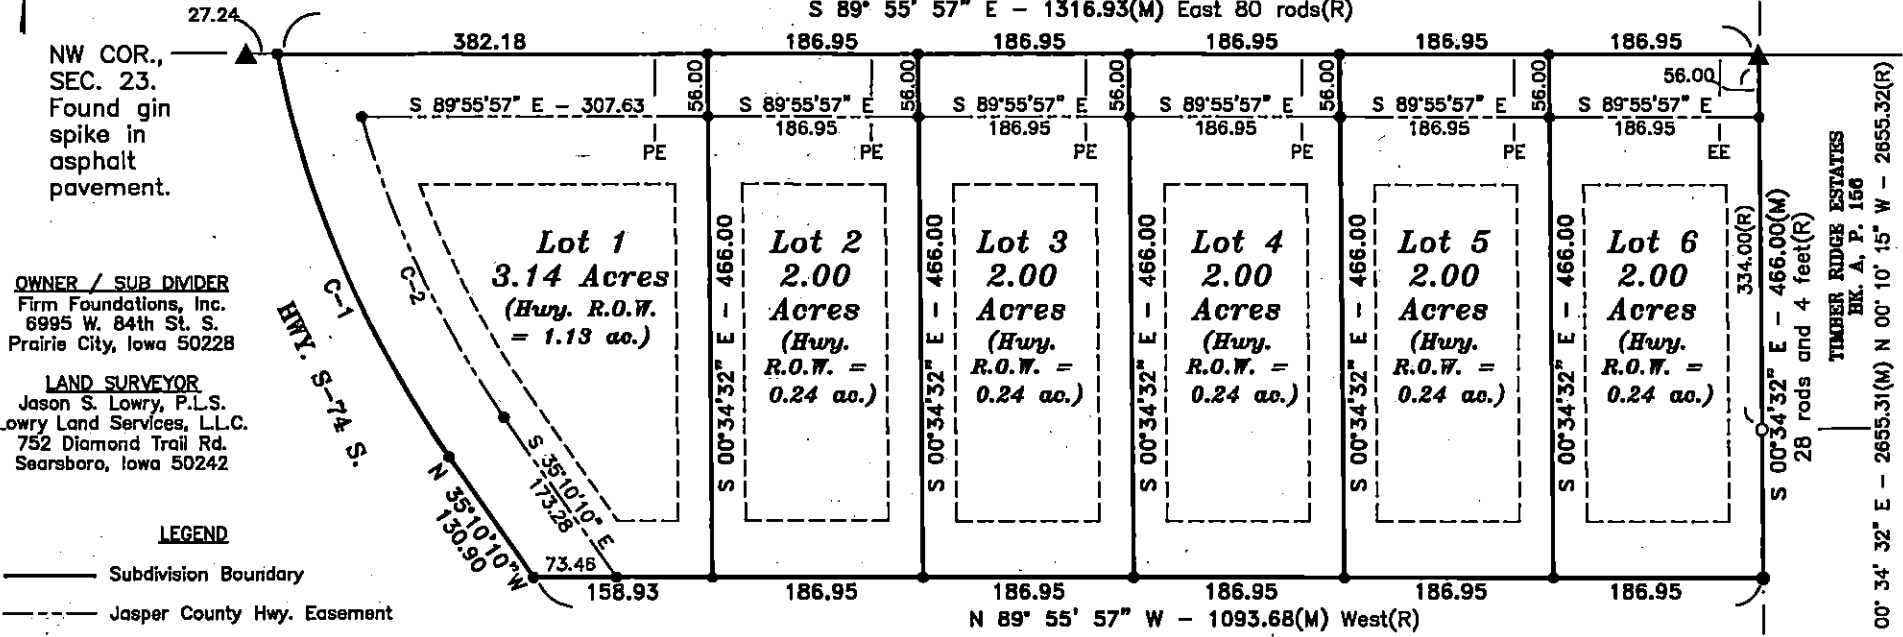 S 89° 55' 57" E - 1316.93(M) East 80 rods(R)
27.24
382.18
186.95
186.95
186.95
186.95
186.95
NW COR.,
SEC. 23.
Found gin
spike in
asphalt
pavement.
56.00
56.00
56.00
56.00
56.00
56.00
S 89°55'57" E - 307.63
S 89°55'57" E
186.95
S 89°55'57" E
186.95
S 89°55'57" E
186.95
S 89°55'57" E
186.95
S 89°55'57" E
186.95
PE
PE
PE
PE
PE
EE
Lot 1
3.14 Acres
(Hwy. R.O.W.
= 1.13 ac.)
Lot 2
2.00
Acres
(Hwy.
R.O.W. =
0.24 ac.)
Lot 3
2.00
Acres
(Hwy.
R.O.W. =
0.24 ac.)
Lot 4
2.00
Acres
(Hwy.
R.O.W. =
0.24 ac.)
Lot 5
2.00
Acres
(Hwy.
R.O.W. =
0.24 ac.)
Lot 6
2.00
Acres
(Hwy.
R.O.W. =
0.24 ac.)
S 00°34'32" E - 466.00
S 00°34'32" E - 466.00
S 00°34'32" E - 466.00
S 00°34'32" E - 466.00
S 00°34'32" E - 466.00
334.00(R)
S 00°34'32" E - 466.00(M)
28 rods and 4 feet(R)
TIMBER RIDGE ESTATES
BK. A, P. 156
00° 34' 32" E - 2655.31(M) N 00° 10' 15" W - 2655.32(R)
C-1
C-2
HWY. S-74 S.
OWNER / SUB DIVIDER
Firm Foundations, Inc.
6995 W. 84th St. S.
Prairie City, Iowa 50228
LAND SURVEYOR
Jason S. Lowry, P.L.S.
Lowry Land Services, L.L.C.
752 Diamond Trail Rd.
Searsboro, Iowa 50242
S 35°10'10" E
173.28
N 35°10'10" W
130.90
73.46
158.93
186.95
186.95
186.95
186.95
186.95
N 89° 55' 57" W - 1093.68(M) West(R)
LEGEND
Subdivision Boundary
Jasper County Hwy. Easement